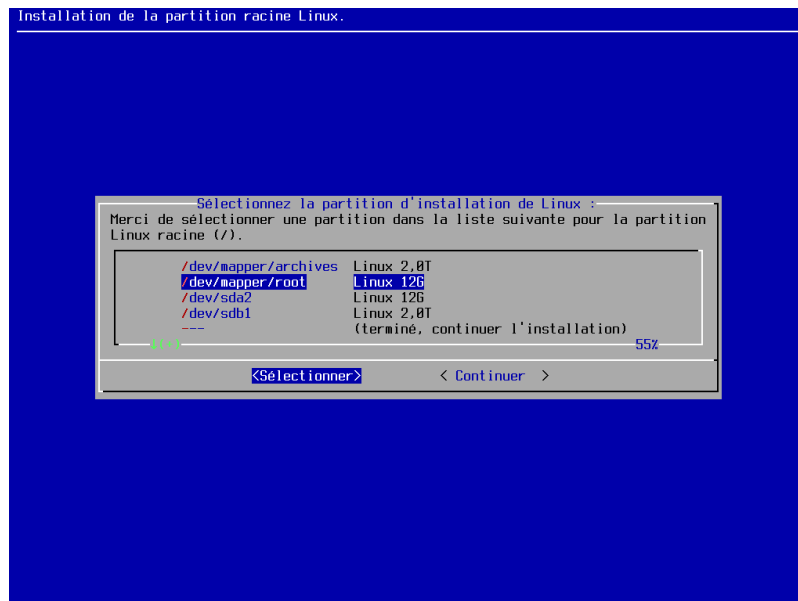 Installation de la partition racine Linux.
Sélectionnez la partition d'installation de Linux :
Merci de sélectionner une partition dans la liste suivante pour la partition
Linux racine (/).
/dev/mapper/archives Linux 2,0T
/dev/mapper/root Linux 12G
/dev/sda2 Linux 12G
/dev/sdb1 Linux 2,0T
--- (terminé, continuer l'installation)
↓(+) 55%
<Sélectionner> < Continuer >